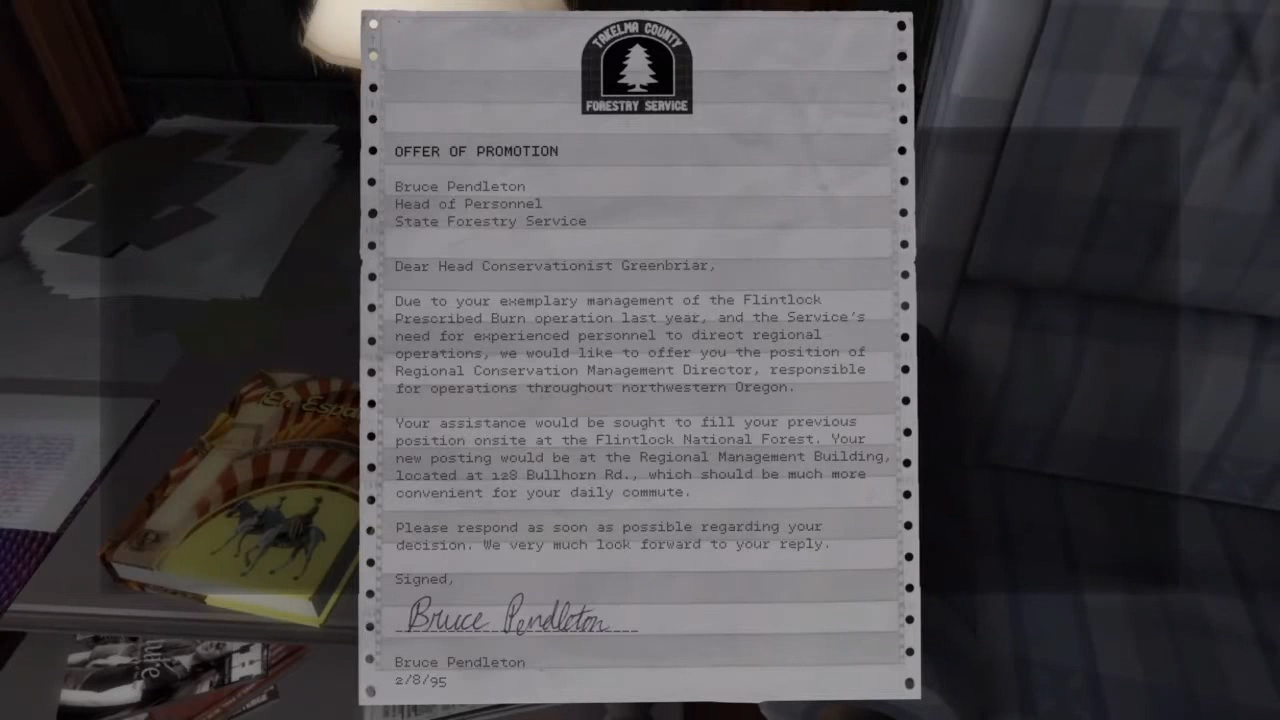 TAKELMA COUNTY
FORESTRY SERVICE
OFFER OF PROMOTION
Bruce Pendleton
Head of Personnel
State Forestry Service
Dear Head Conservationist Greenbriar,
Due to your exemplary management of the Flintlock
Prescribed Burn operation last year, and the Service's
need for experienced personnel to direct regional
operations, we would like to offer you the position of
Regional Conservation Management Director, responsible
for operations throughout northwestern Oregon.
Your assistance would be sought to fill your previous
position onsite at the Flintlock National Forest. Your
new posting would be at the Regional Management Building,
located at 128 Bullhorn Rd., which should be much more
convenient for your daily commute.
Please respond as soon as possible regarding your
decision. We very much look forward to your reply.
Signed,
Bruce Pendleton
Bruce Pendleton
2/8/95
En Espa